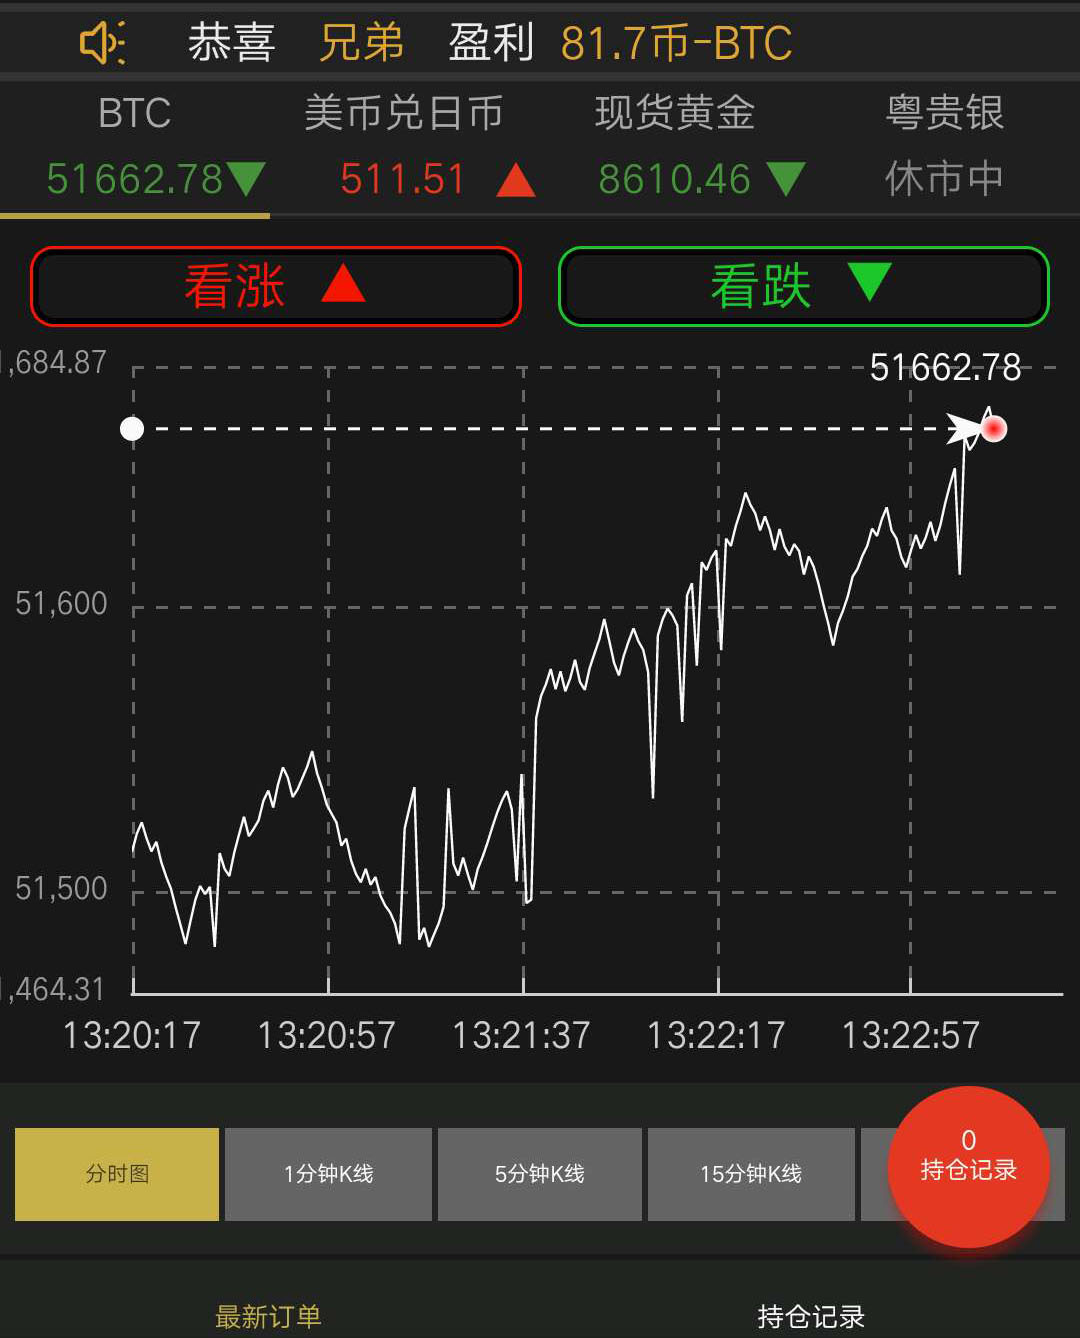 恭喜 兄弟 盈利 81.7币-BTC
BTC 美币兑日币 现货黄金 粤贵银
51662.78▼ 511.51 ▲ 8610.46 ▼ 休市中
看涨 ▲ 看跌 ▼
,684.87
51662.78
51,600
51,500
,464.31
13:20:17 13:20:57 13:21:37 13:22:17 13:22:57
0
分时图 1分钟K线 5分钟K线 15分钟K线 持仓记录
最新订单 持仓记录